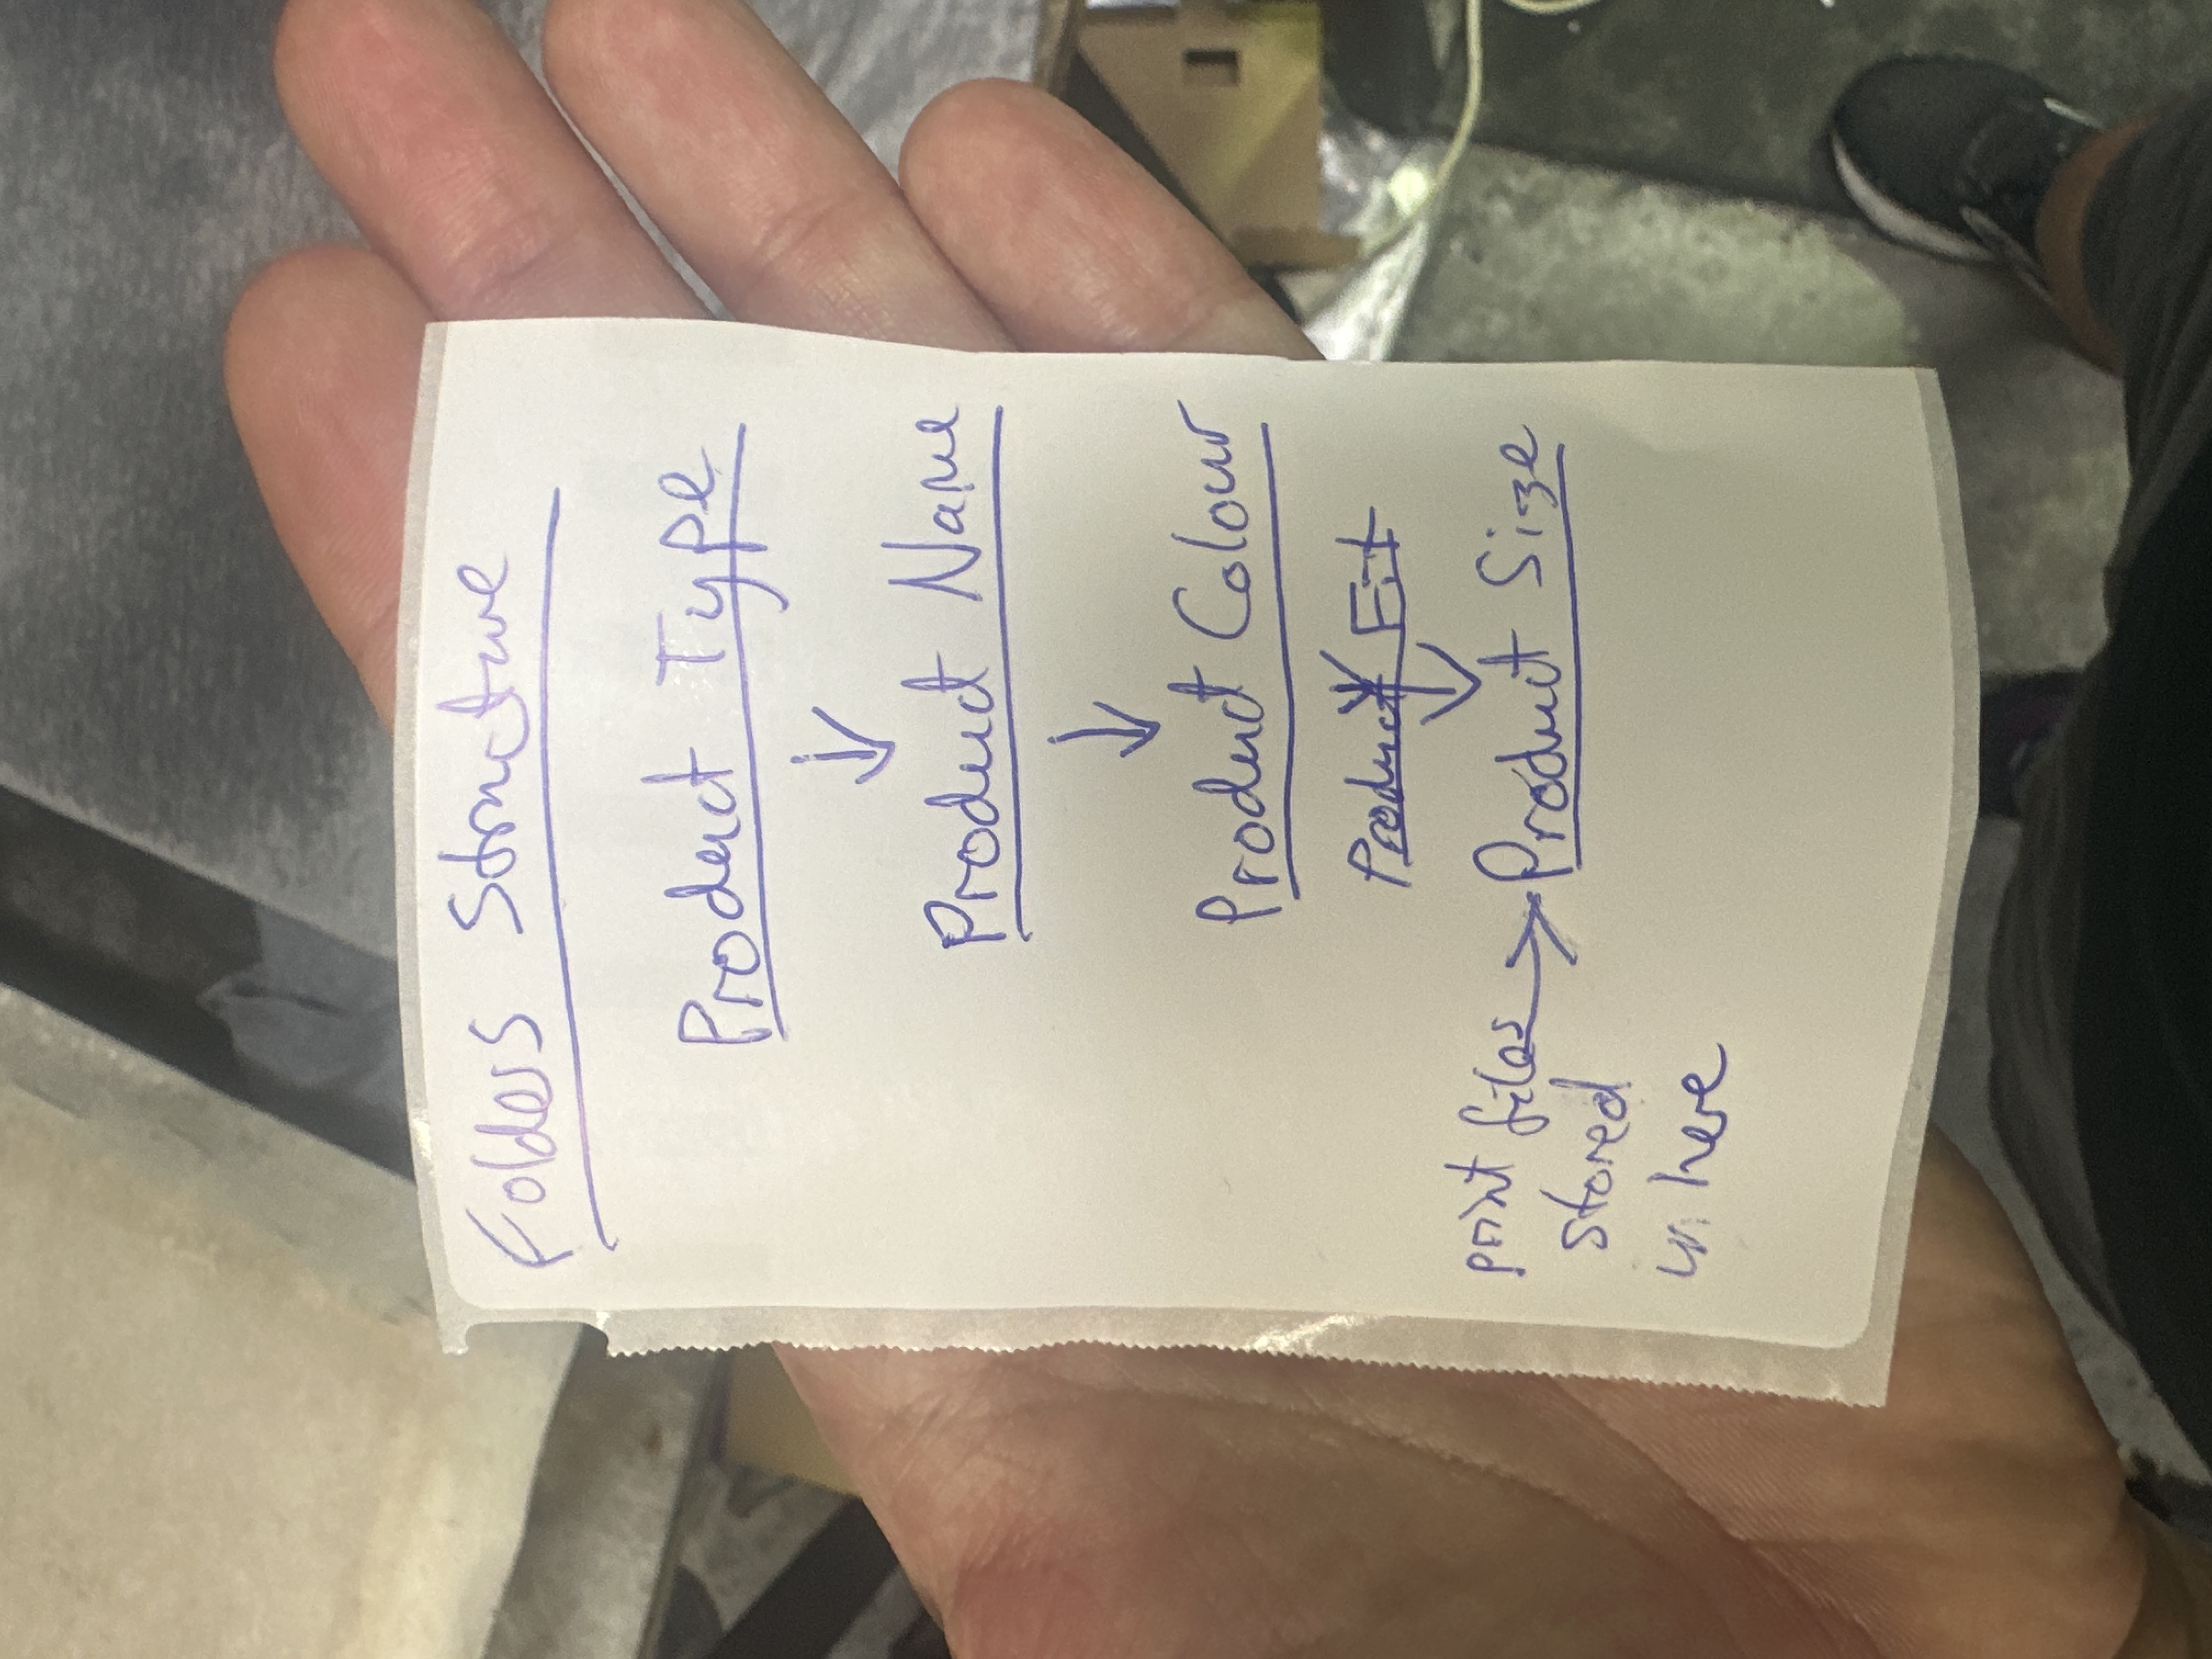 Folders Structure
Product Type
Product Name
Product Colour
Product Fit
print files
Product Size
stored
in here